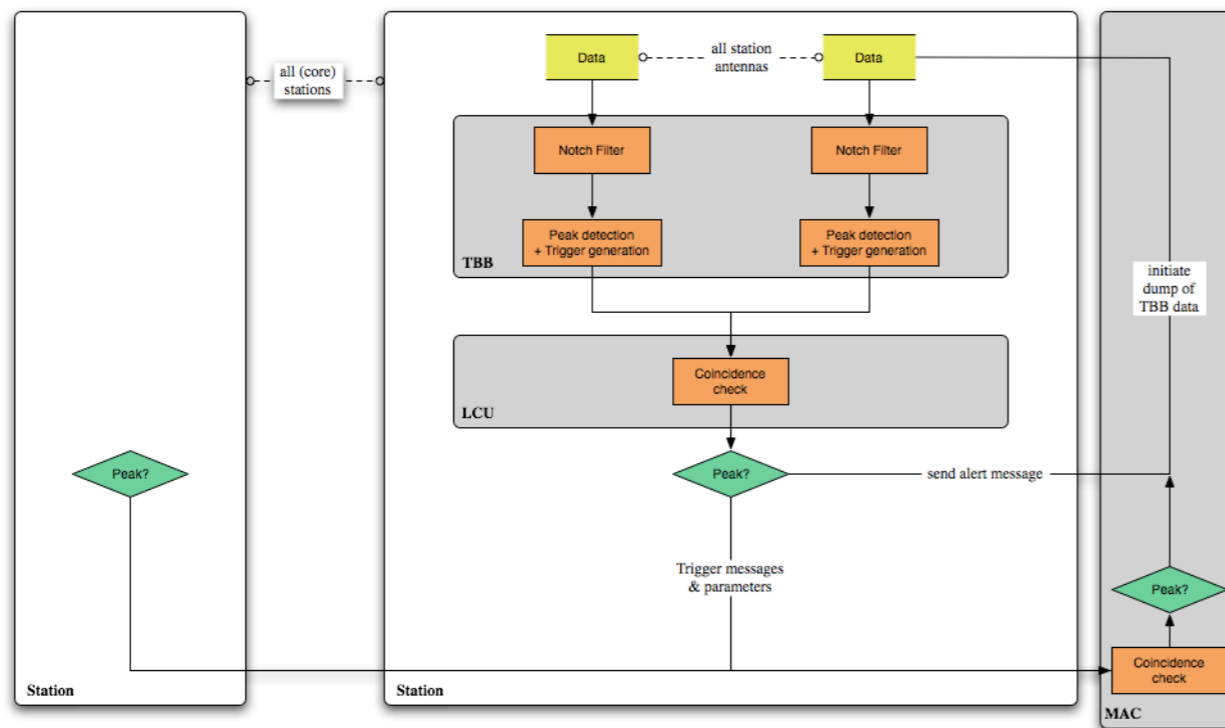 Data
all station
antennas
Data
all (core)
stations
Notch Filter
Notch Filter
Peak detection
+ Trigger generation
Peak detection
+ Trigger generation
TBB
initiate
dump of
TBB data
Coincidence
check
LCU
Peak?
Peak?
send alert message
Trigger messages
& parameters
Peak?
Coincidence
check
Station
Station
MAC